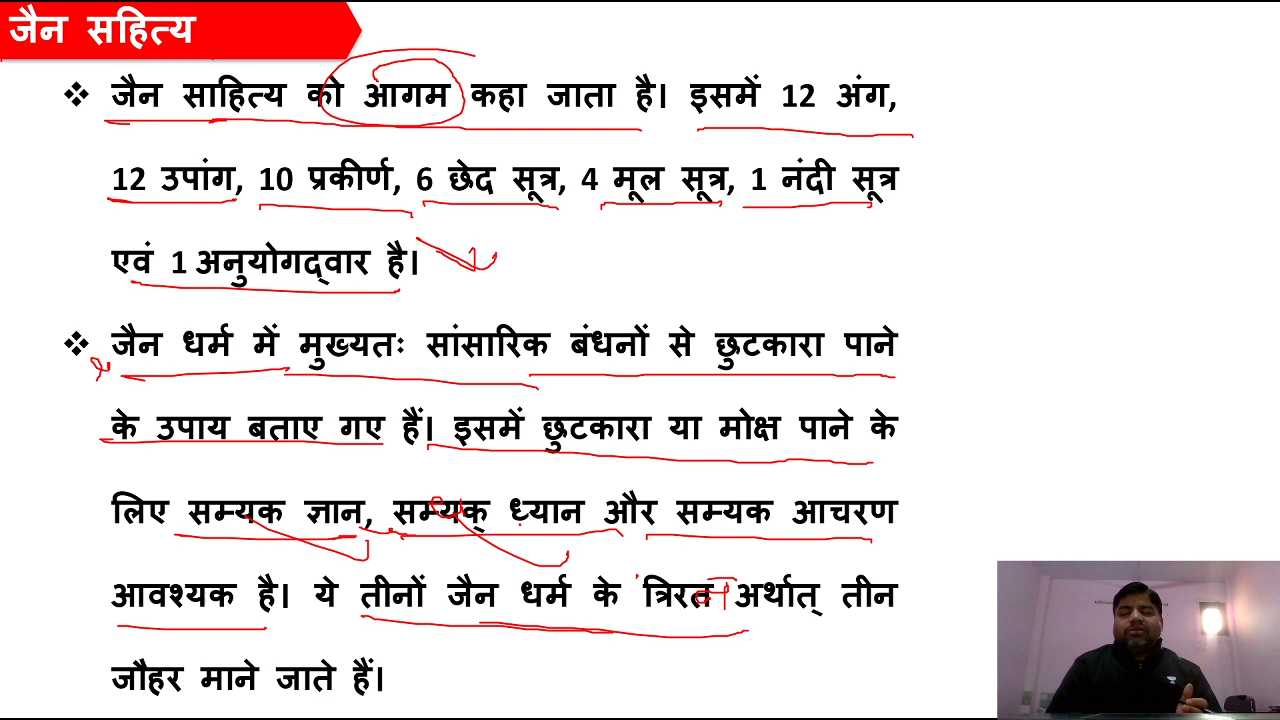 जैन साहित्य
❖ जैन साहित्य को आगम कहा जाता है। इसमें 12 अंग,
12 उपांग, 10 प्रकीर्ण, 6 छेद सूत्र, 4 मूल सूत्र, 1 नंदी सूत्र
एवं 1 अनुयोगद्वार है।
❖ जैन धर्म में मुख्यतः सांसारिक बंधनों से छुटकारा पाने
के उपाय बताए गए हैं। इसमें छुटकारा या मोक्ष पाने के
लिए सम्यक ज्ञान, सम्यक् ध्यान और सम्यक आचरण
आवश्यक है। ये तीनों जैन धर्म के त्रिरत्न अर्थात् तीन
जौहर माने जाते हैं।